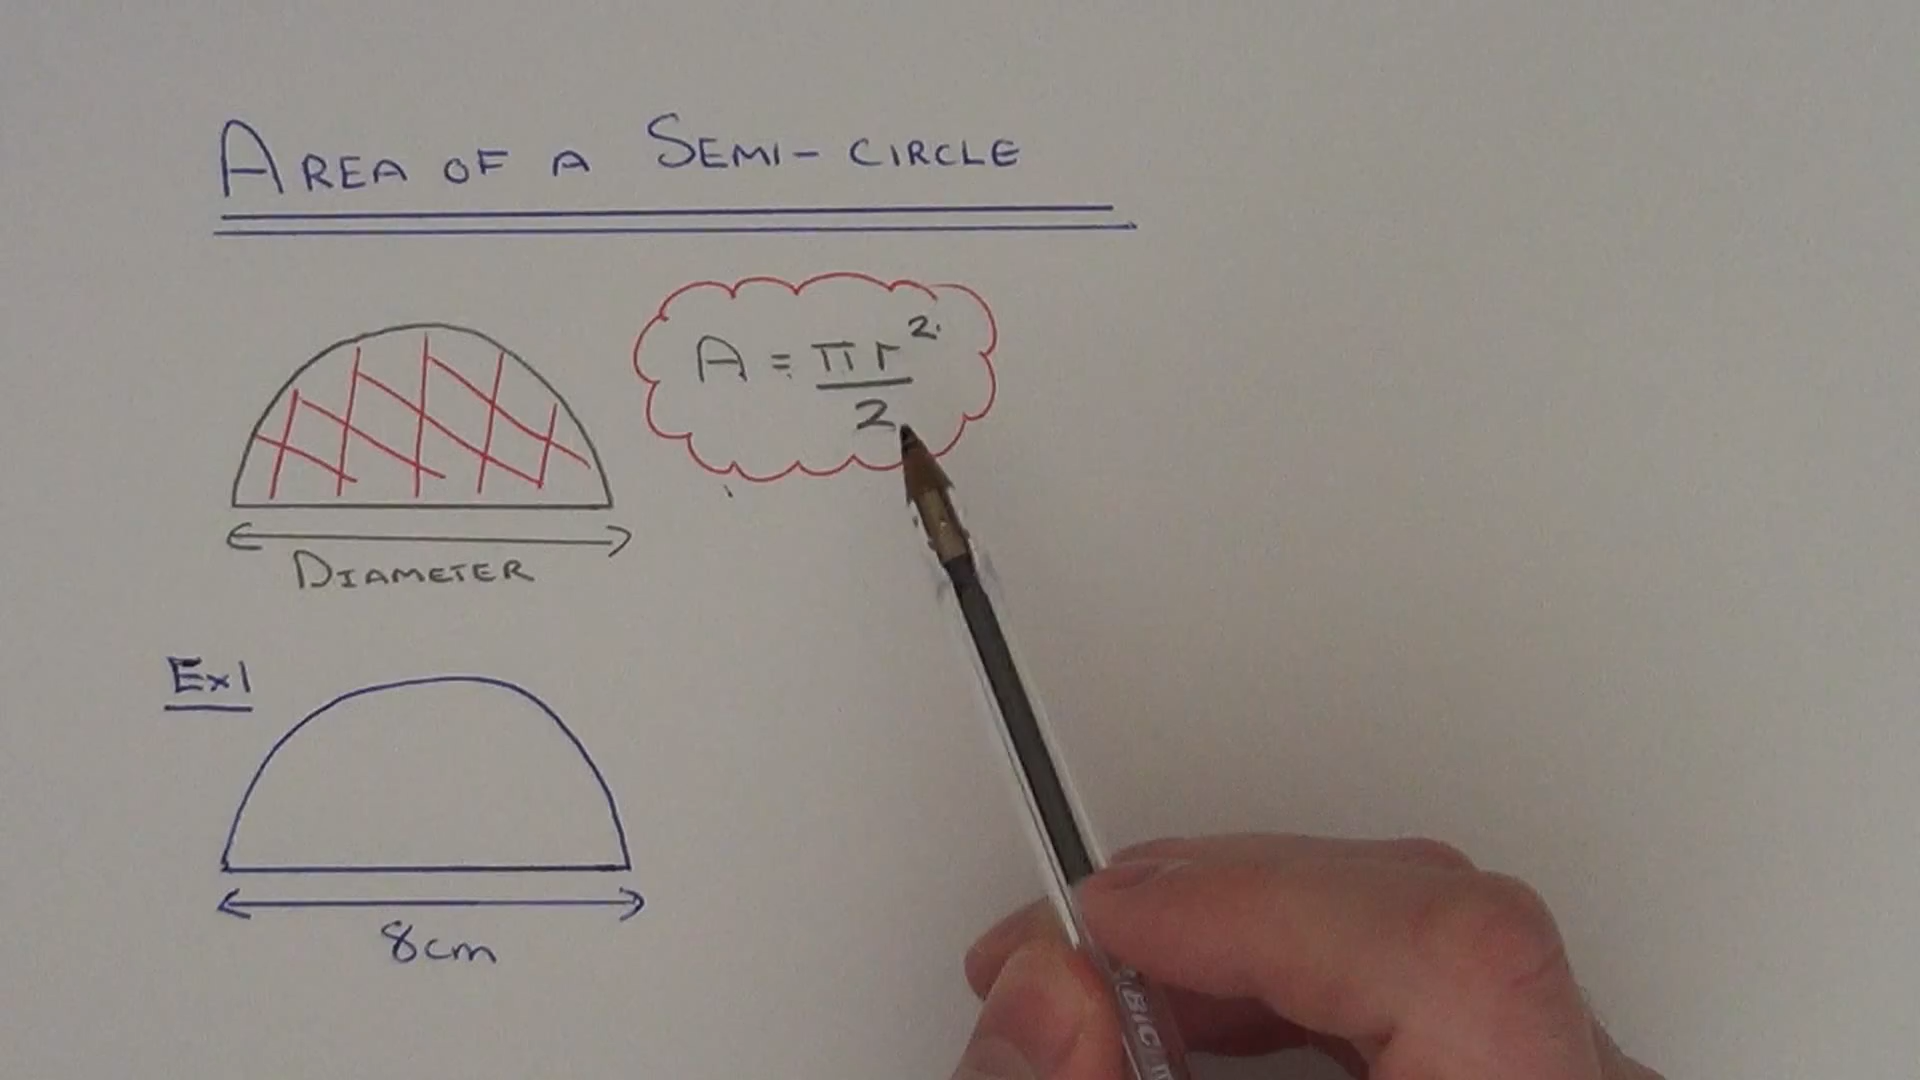 AREA OF A SEMI-CIRCLE
A = πr²
2
DIAMETER
Ex1
8cm
BIC